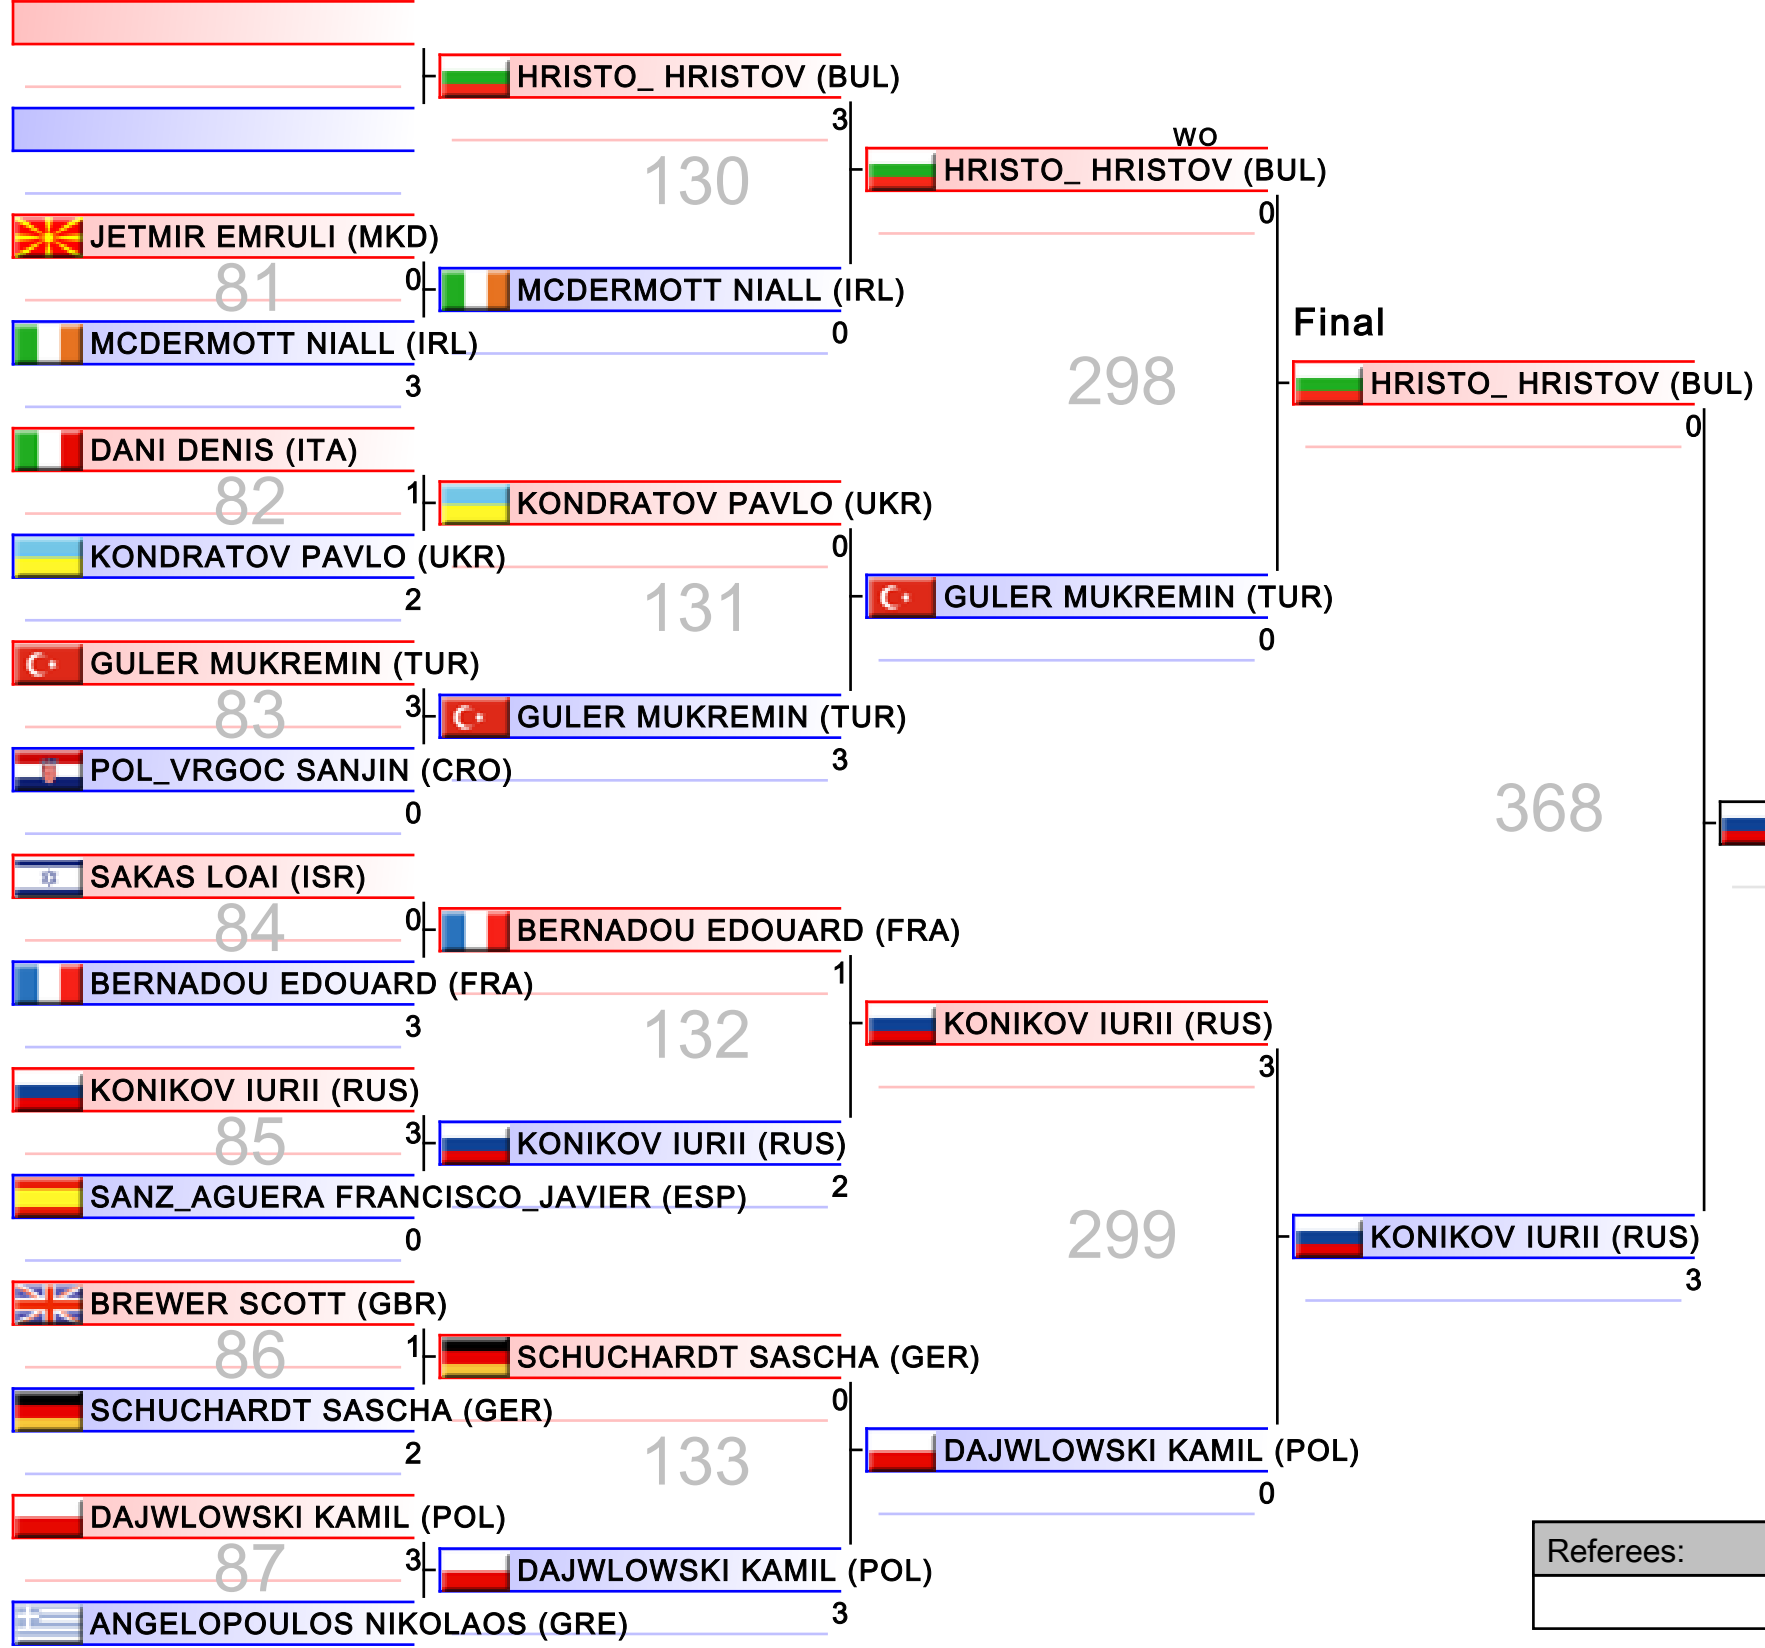 HRISTO_ HRISTOV (BUL)
3
130
WO
HRISTO_ HRISTOV (BUL)
0
JETMIR EMRULI (MKD)
81
0
MCDERMOTT NIALL (IRL)
0
MCDERMOTT NIALL (IRL)
3
298
Final
HRISTO_ HRISTOV (BUL)
0
DANI DENIS (ITA)
82
1
KONDRATOV PAVLO (UKR)
0
KONDRATOV PAVLO (UKR)
2
131
GULER MUKREMIN (TUR)
0
GULER MUKREMIN (TUR)
83
3
GULER MUKREMIN (TUR)
3
POL_VRGOC SANJIN (CRO)
0
368
SAKAS LOAI (ISR)
84
0
BERNADOU EDOUARD (FRA)
1
BERNADOU EDOUARD (FRA)
3
132
KONIKOV IURII (RUS)
3
KONIKOV IURII (RUS)
85
3
KONIKOV IURII (RUS)
2
SANZ_AGUERA FRANCISCO_JAVIER (ESP)
0
299
KONIKOV IURII (RUS)
3
BREWER SCOTT (GBR)
86
1
SCHUCHARDT SASCHA (GER)
0
SCHUCHARDT SASCHA (GER)
2
133
DAJWLOWSKI KAMIL (POL)
0
DAJWLOWSKI KAMIL (POL)
87
3
DAJWLOWSKI KAMIL (POL)
3
ANGELOPOULOS NIKOLAOS (GRE)
Referees: